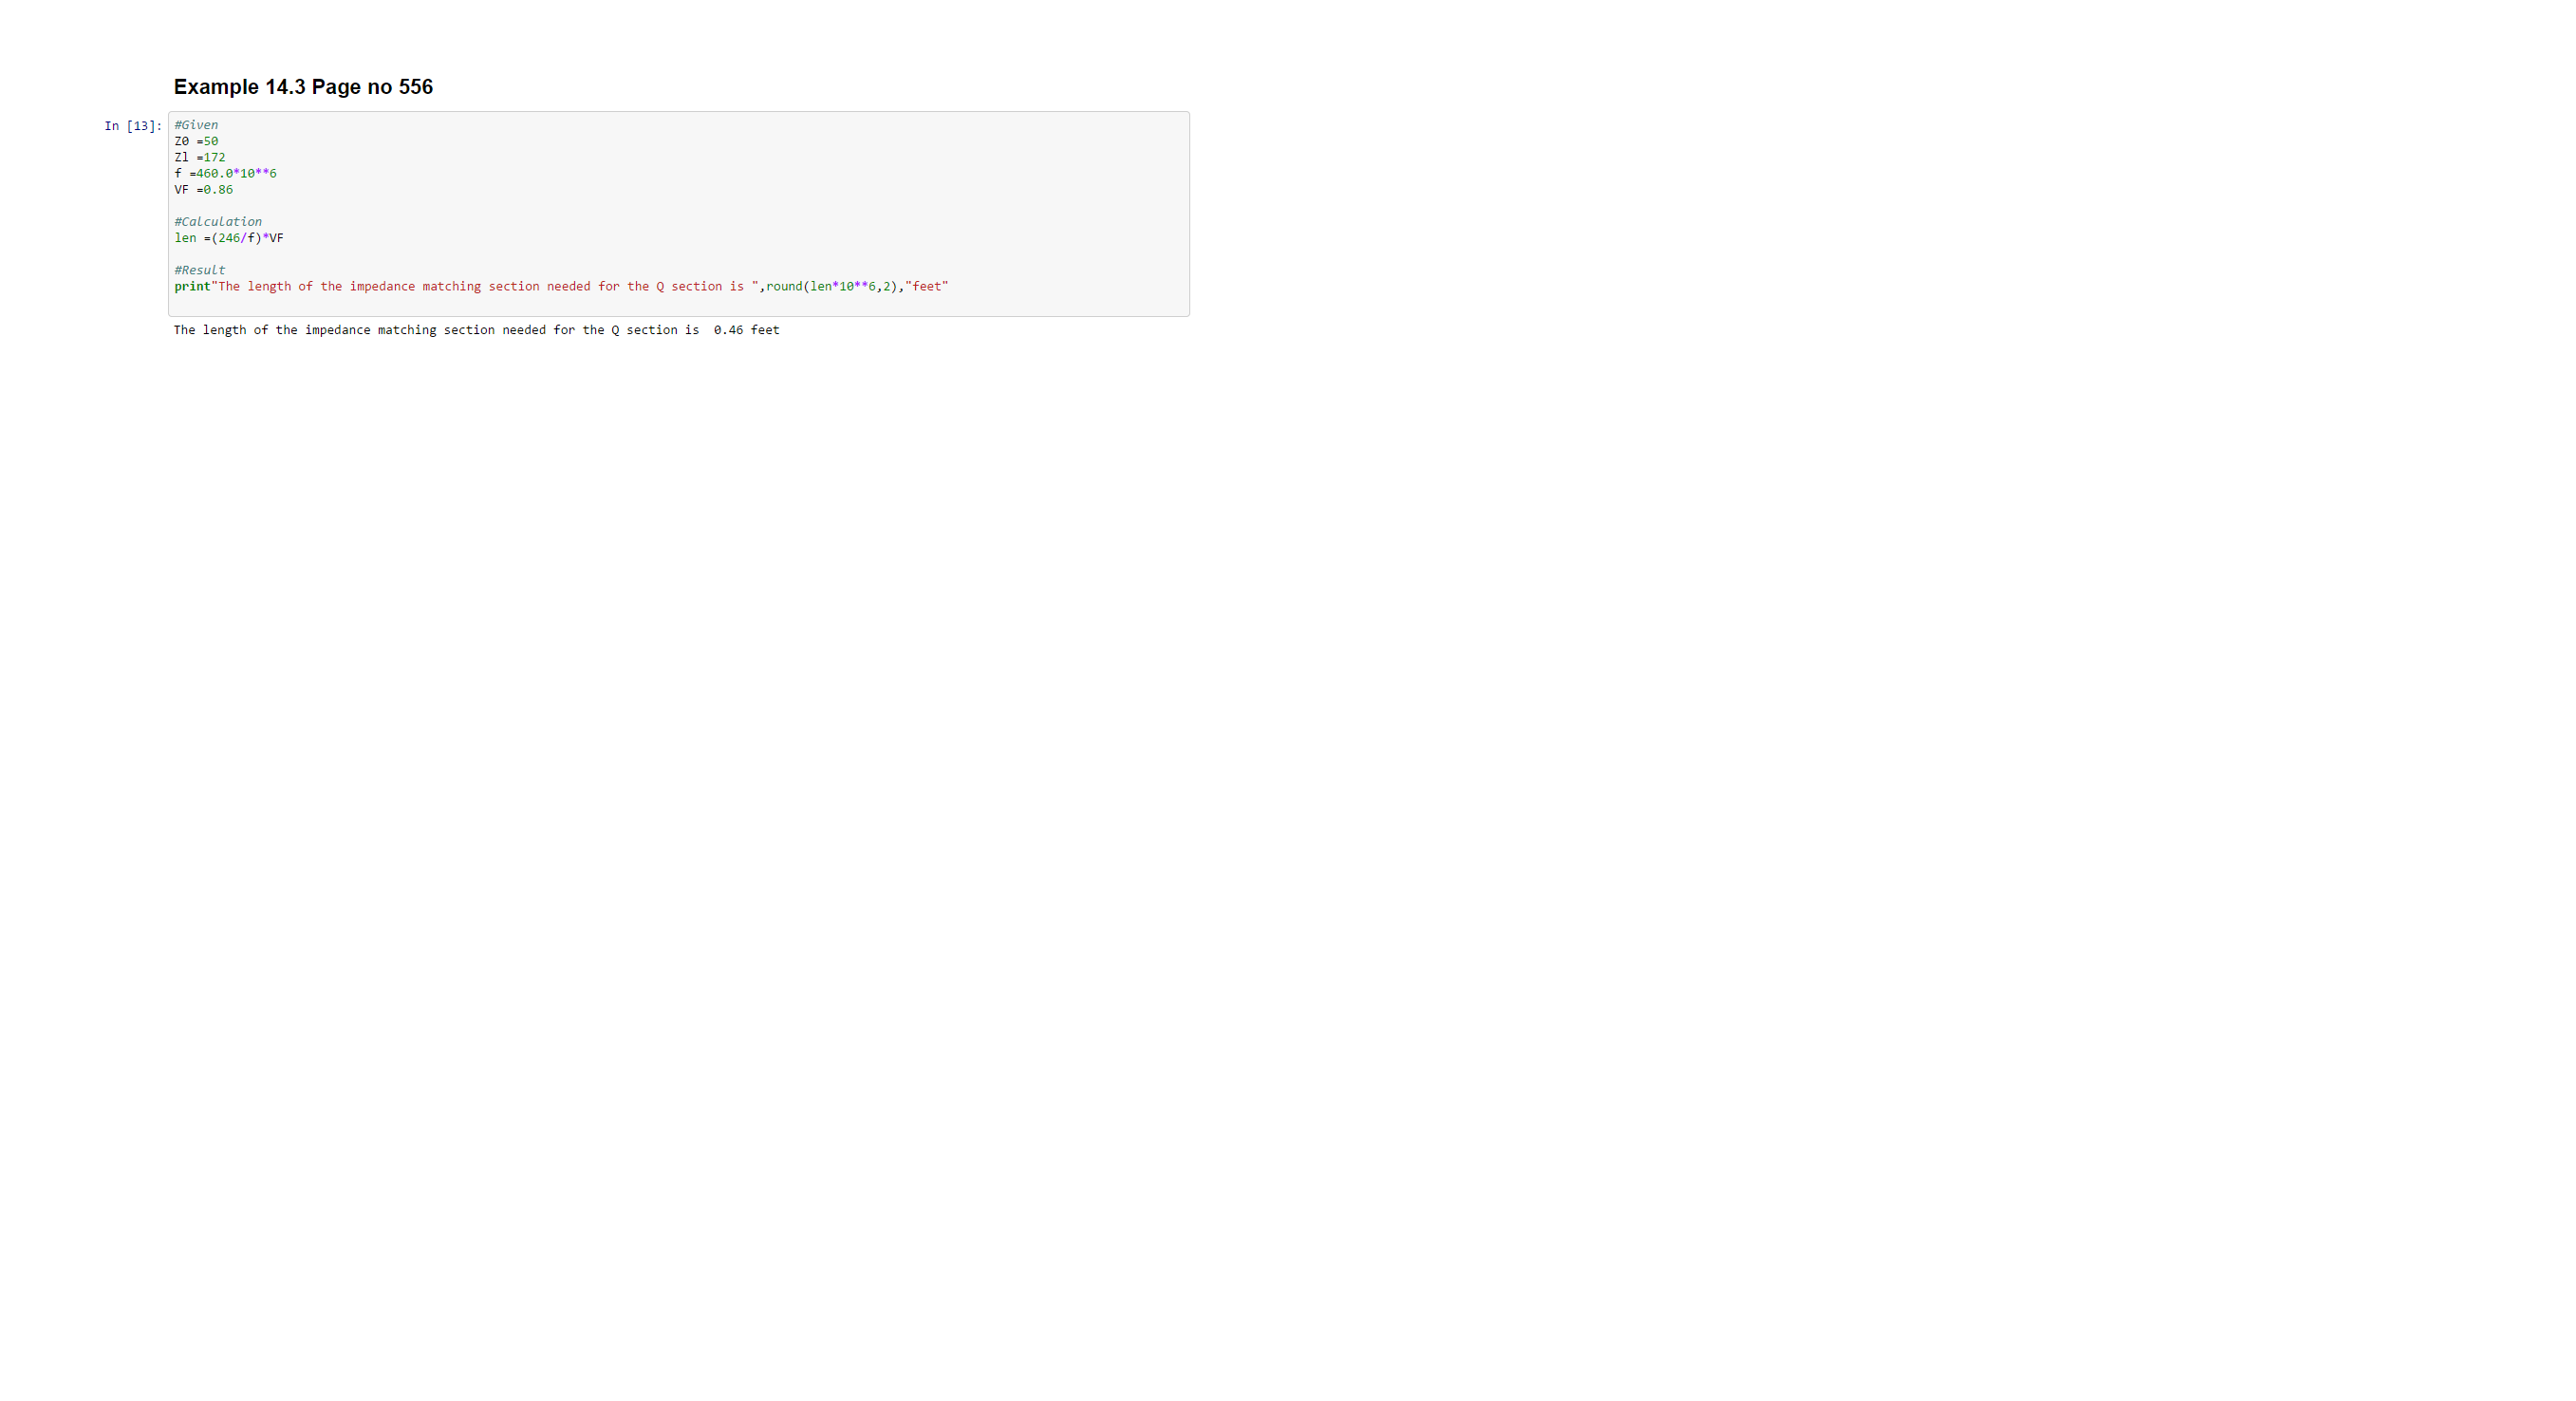 Example 14.3 Page no 556
In [13]:
#Given
Z0 =50
Zl =172
f =460.0*10**6
VF =0.86
#Calculation
len =(246/f)*VF
#Result
print"The length of the impedance matching section needed for the Q section is ",round(len*10**6,2),"feet"
The length of the impedance matching section needed for the Q section is  0.46 feet